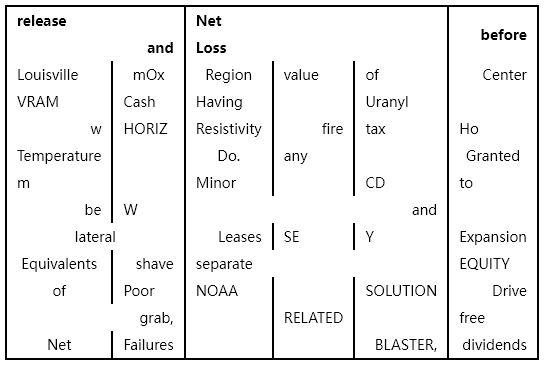 release and Net Loss before
Louisville mOx Region value of Center
VRAM Cash Having Uranyl
w HORIZ Resistivity fire tax Ho
Temperature Do. any Granted
m Minor CD to
be W and
lateral Leases SE Y Expansion
Equivalents shave separate EQUITY
of Poor NOAA SOLUTION Drive
grab, RELATED free
Net Failures BLASTER, dividends